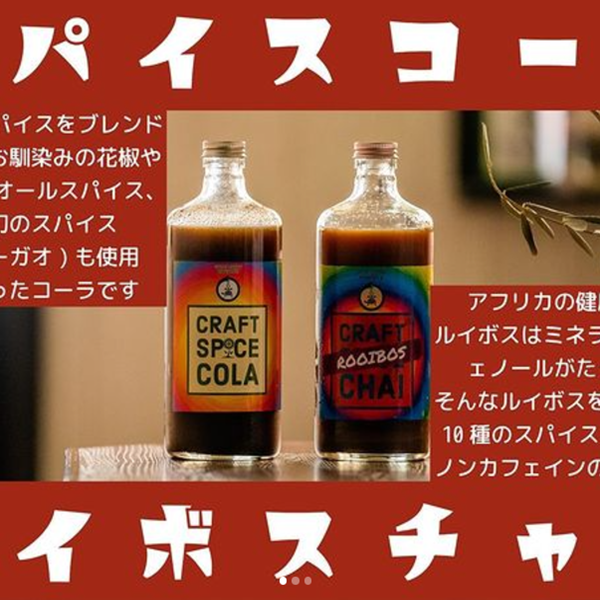 パイスコー
パイスをブレンド
お馴染みの花椒や
オールスパイス、
幻のスパイス
ーガオ）も使用
ったコーラです
CRAFT
SPICE
COLA
CRAFT
ROOIBOS
CHAI
アフリカの健
ルイボスはミネラ
ェノールがた
そんなルイボスを
10種のスパイス
ノンカフェインの
イボスチャ